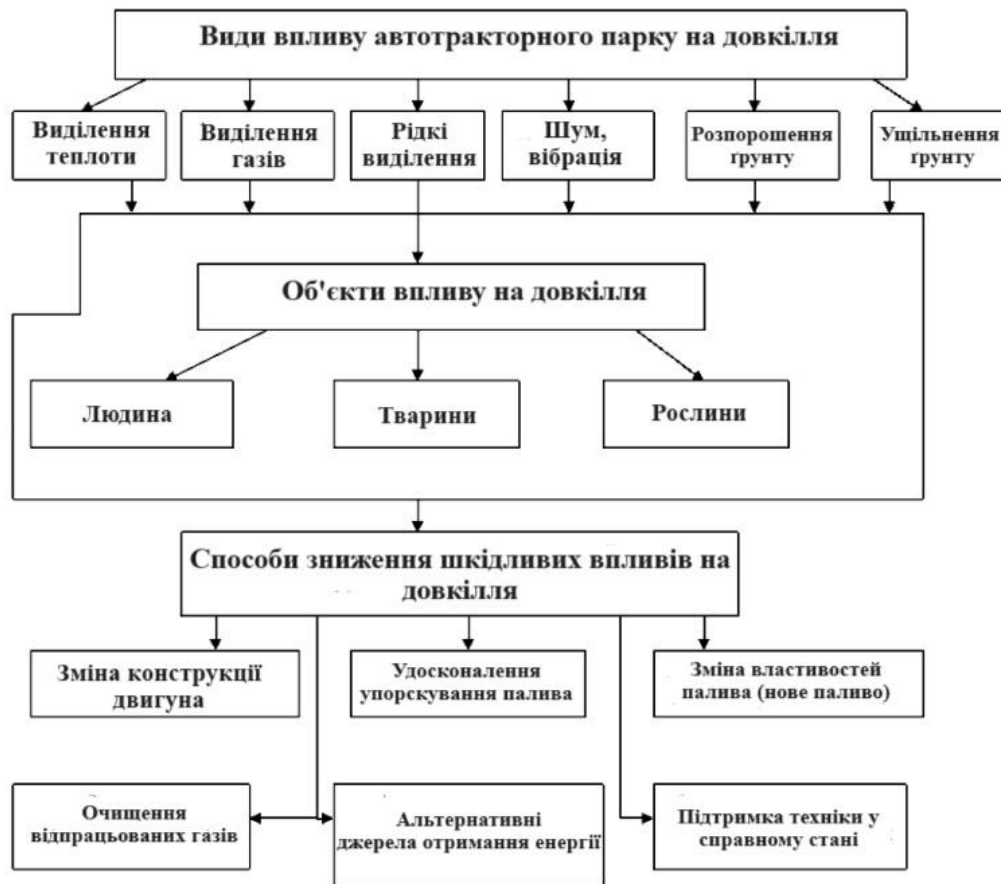 Види впливу автотракторного парку на довкілля
Виділення
теплоти
Виділення
газів
Рідкі
виділення
Шум,
вібрація
Розпорошення
ґрунту
Ущільнення
ґрунту
Об'єкти впливу на довкілля
Людина
Тварини
Рослини
Способи зниження шкідливих впливів на
довкілля
Зміна конструкції
двигуна
Удосконалення
упорскування палива
Зміна властивостей
палива (нове паливо)
Очищення
відпрацьованих газів
Альтернативні
джерела отримання енергії
Підтримка техніки у
справному стані